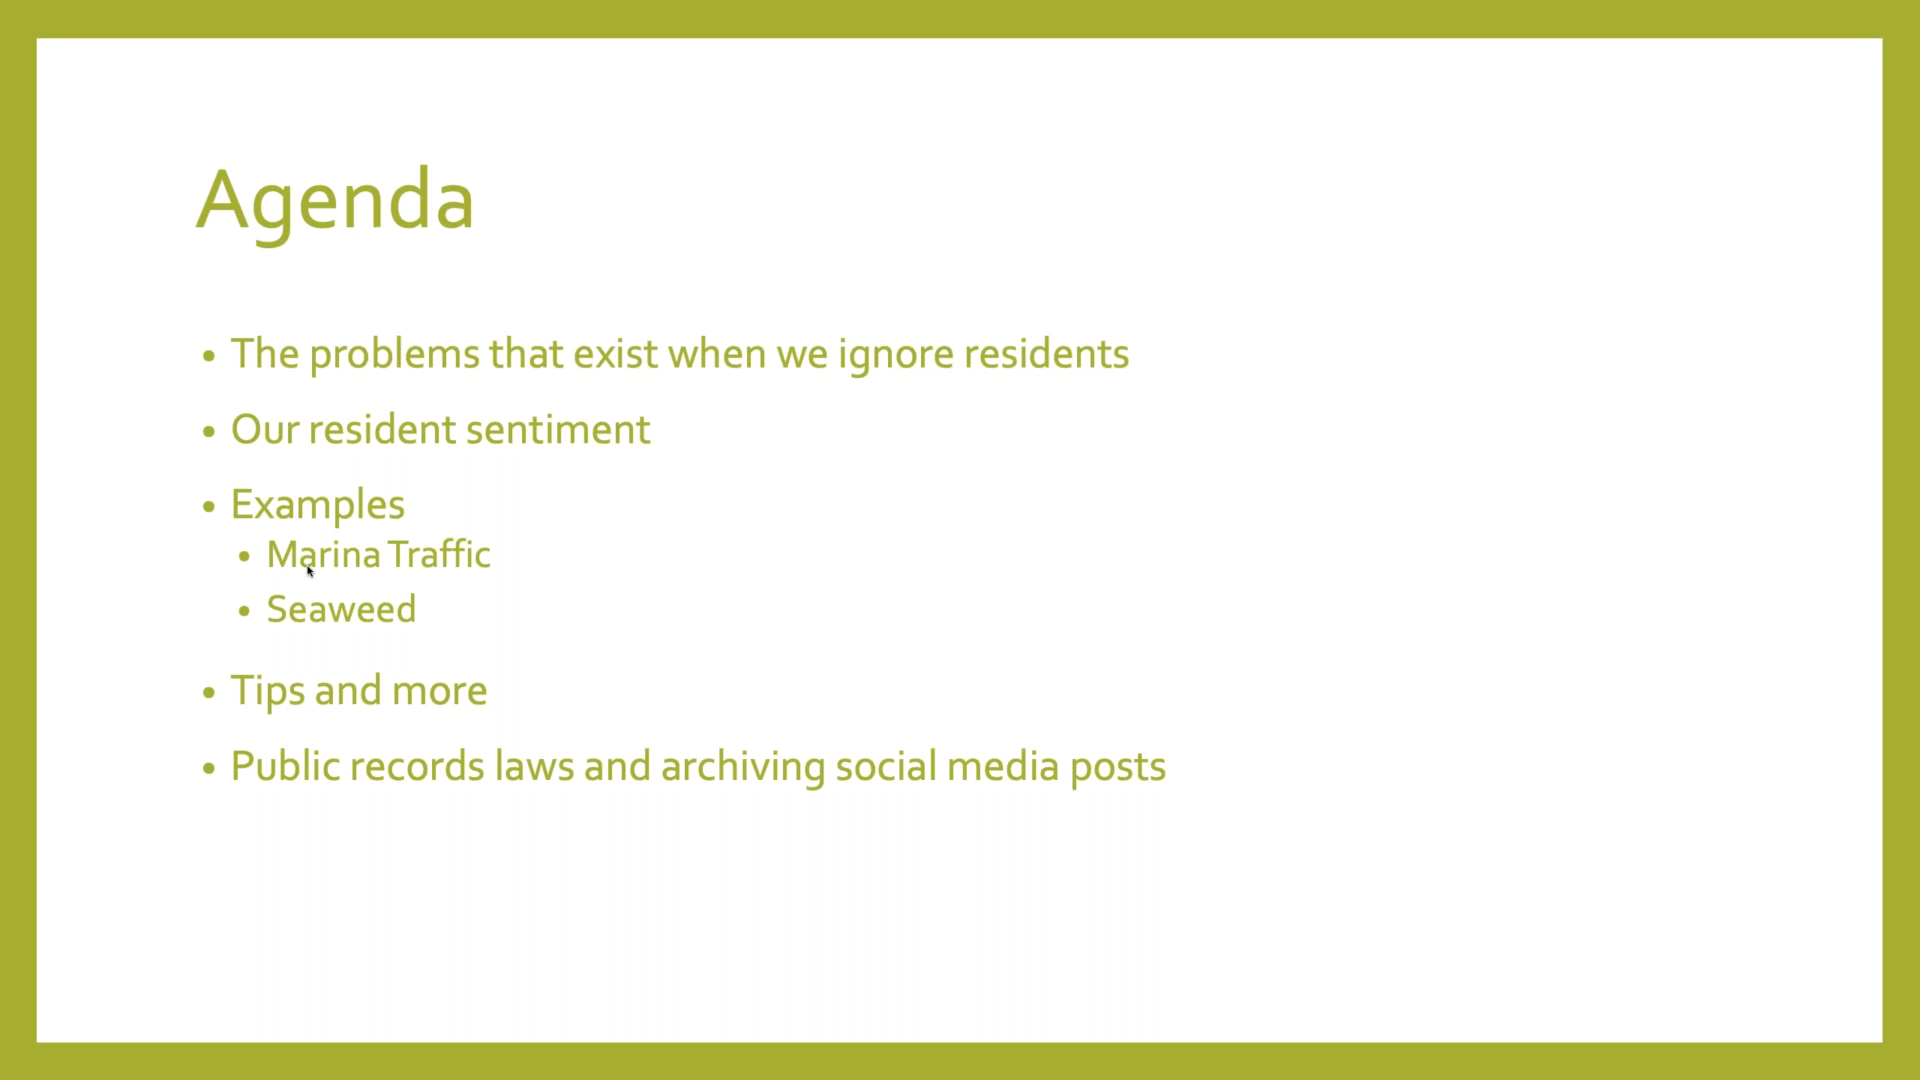 Agenda
• The problems that exist when we ignore residents
• Our resident sentiment
• Examples
• Marina Traffic
• Seaweed
• Tips and more
• Public records laws and archiving social media posts